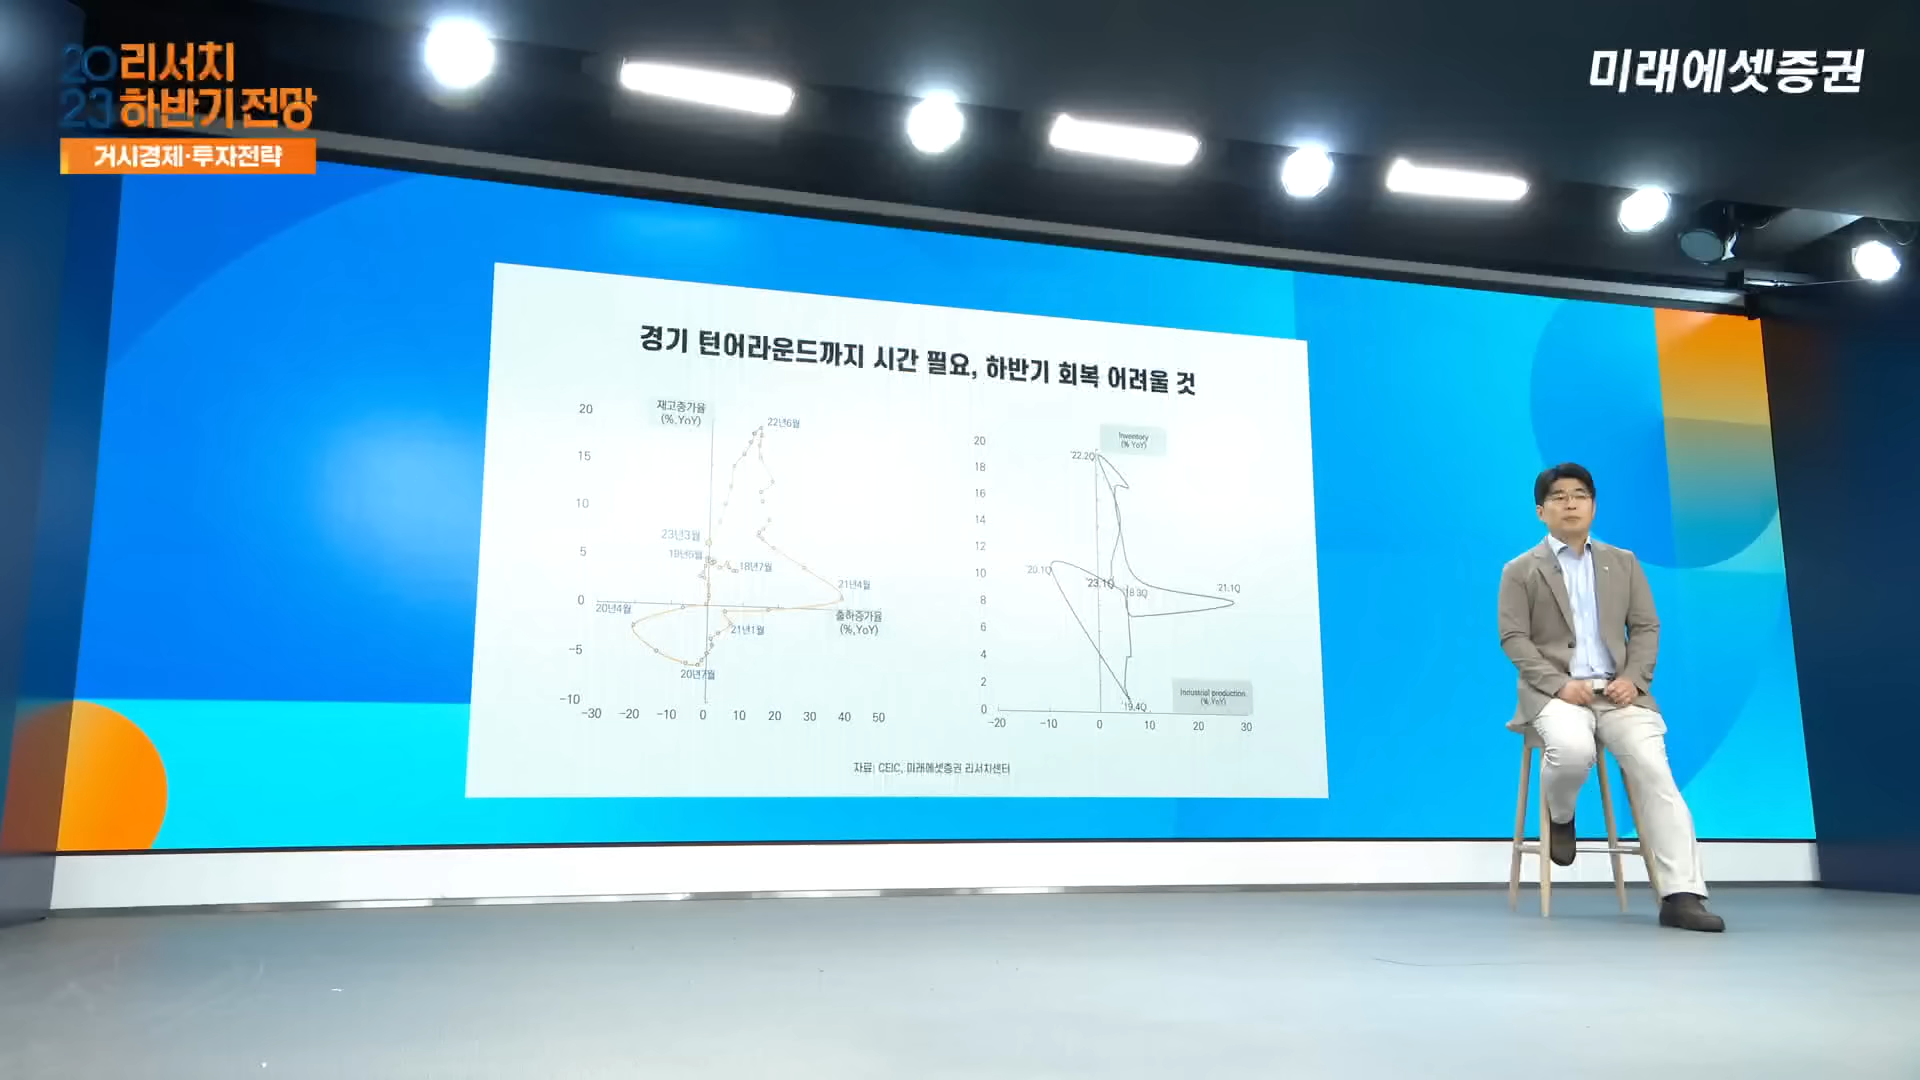 2023 리서치
하반기 전망
거시경제·투자전략
미래에셋증권
경기 턴어라운드까지 시간 필요, 하반기 회복 어려울 것
재고증가율
(%,YoY)
20
15
10
5
0
-5
-10
-30 -20 -10 0 10 20 30 40 50
22년6월
23년3월
19년6월
18년7월
21년4월
20년4월
21년1월
20년7월
출하증가율
(%,YoY)
Inventory
(% YoY)
20
18
16
14
12
10
8
6
4
2
0
-20 -10 0 10 20 30
'22.2Q
'20.1Q
'23.1Q
'18.3Q
21.1Q
'19.4Q
Industrial production
(% YoY)
자료: CEIC, 미래에셋증권 리서치센터